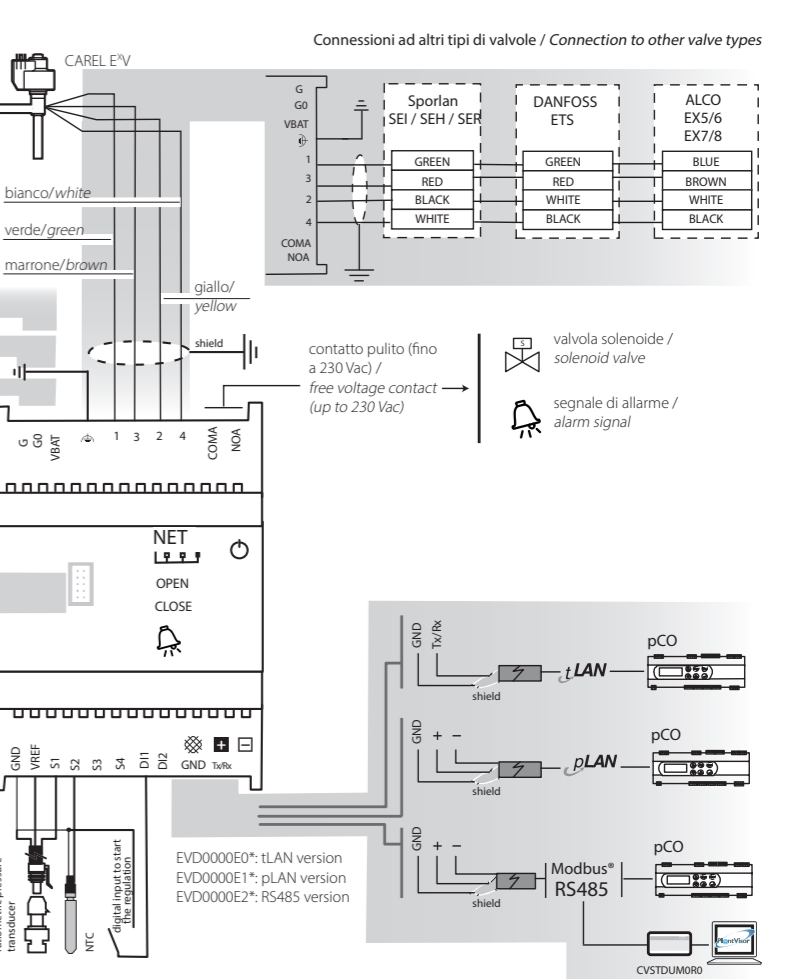 Connessioni ad altri tipi di valvole / Connection to other valve types
CAREL EXV
G
G0
VBAT
1
3
2
4
COMA
NOA
Sporlan
SEI / SEH / SER
GREEN
RED
BLACK
WHITE
DANFOSS
ETS
GREEN
RED
WHITE
BLACK
ALCO
EX5/6
EX7/8
BLUE
BROWN
WHITE
BLACK
bianco/white
verde/green
marrone/brown
giallo/
yellow
shield
contatto pulito (fino
a 230 Vac) /
free voltage contact
(up to 230 Vac)
S
valvola solenoide /
solenoid valve
segnale di allarme /
alarm signal
G
G0
VBAT
1
3
2
4
COMA
NOA
NET
OPEN
CLOSE
GND
VREF
S1
S2
S3
S4
DI1
DI2
GND
Tx/Rx
transducer
NTC
digital input to start
the regulation
EVD0000E0*: tLAN version
EVD0000E1*: pLAN version
EVD0000E2*: RS485 version
GND
Tx/Rx
shield
tLAN
pCO
GND
+
−
shield
pLAN
pCO
GND
+
−
shield
Modbus®
RS485
pCO
PlantVisor
CVSTDUM0R0